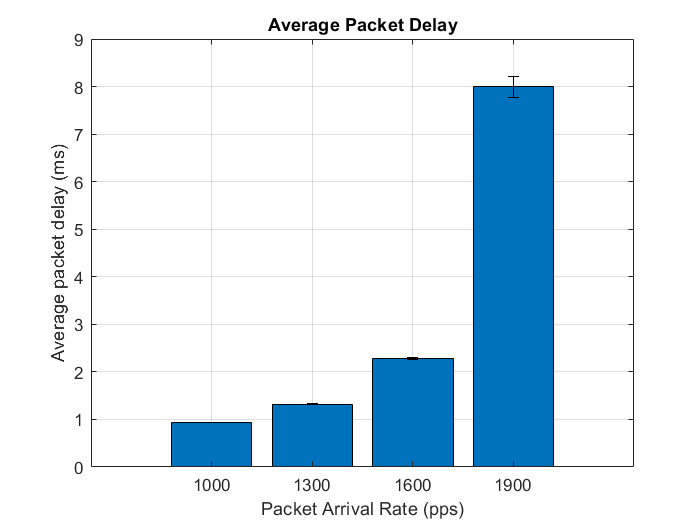 Average Packet Delay
Average packet delay (ms)
9
8
7
6
5
4
3
2
1
0
1000 1300 1600 1900
Packet Arrival Rate (pps)